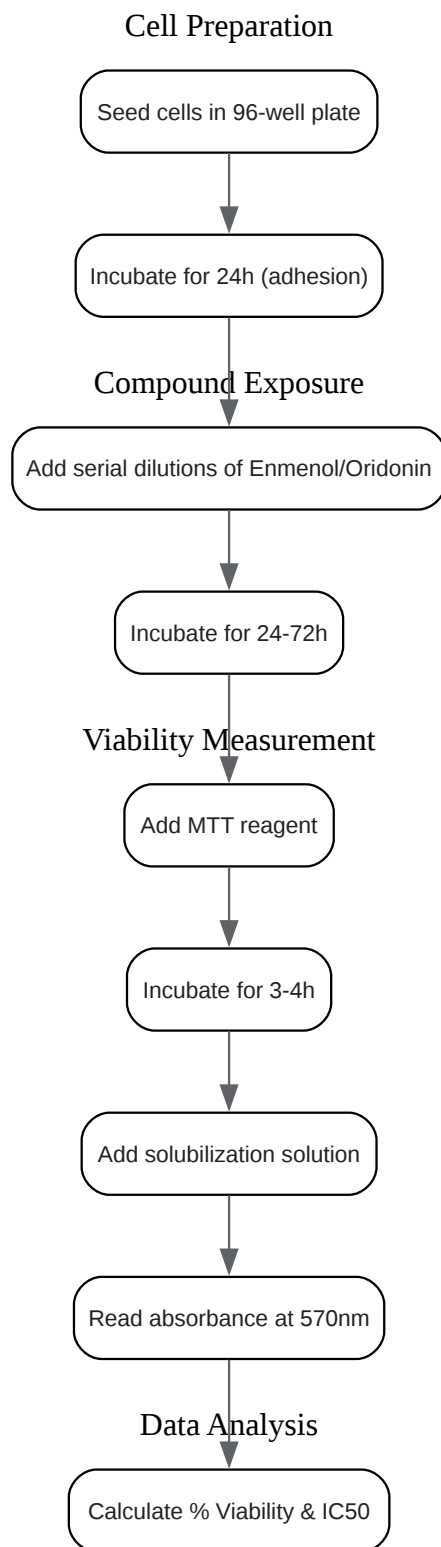 Cell Preparation
Seed cells in 96-well plate
Incubate for 24h (adhesion)
Compound Exposure
Add serial dilutions of Enmenol/Oridonin
Incubate for 24-72h
Viability Measurement
Add MTT reagent
Incubate for 3-4h
Add solubilization solution
Read absorbance at 570nm
Data Analysis
Calculate % Viability & IC50